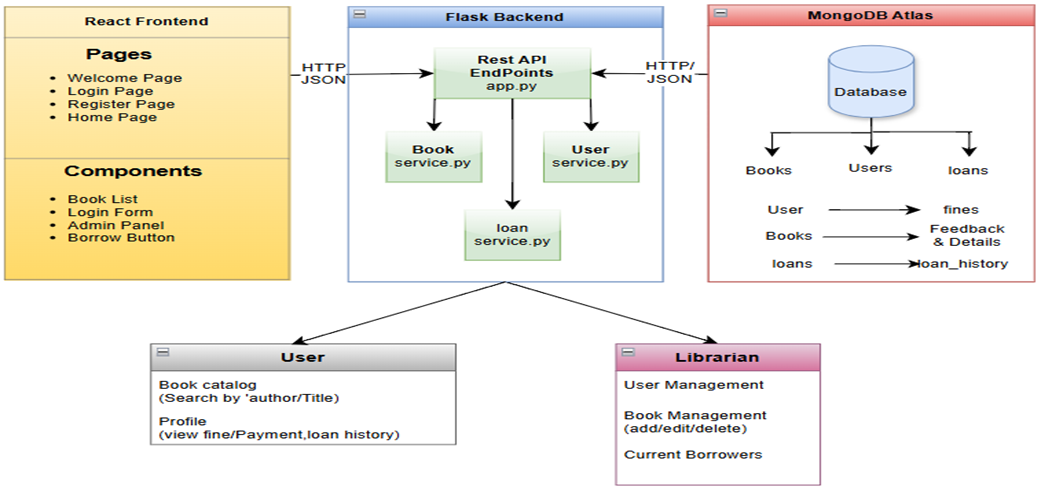 React Frontend
Pages
Welcome Page
Login Page
Register Page
Home Page
Components
Book List
Login Form
Admin Panel
Borrow Button
HTTP
JSON
Flask Backend
Rest API
EndPoints
app.py
Book
service.py
User
service.py
loan
service.py
HTTP/
JSON
MongoDB Atlas
Database
Books
Users
loans
User
fines
Books
Feedback
& Details
loans
loan_history
User
Book catalog
(Search by 'author/Title)
Profile
(view fine/Payment,loan history)
Librarian
User Management
Book Management
(add/edit/delete)
Current Borrowers